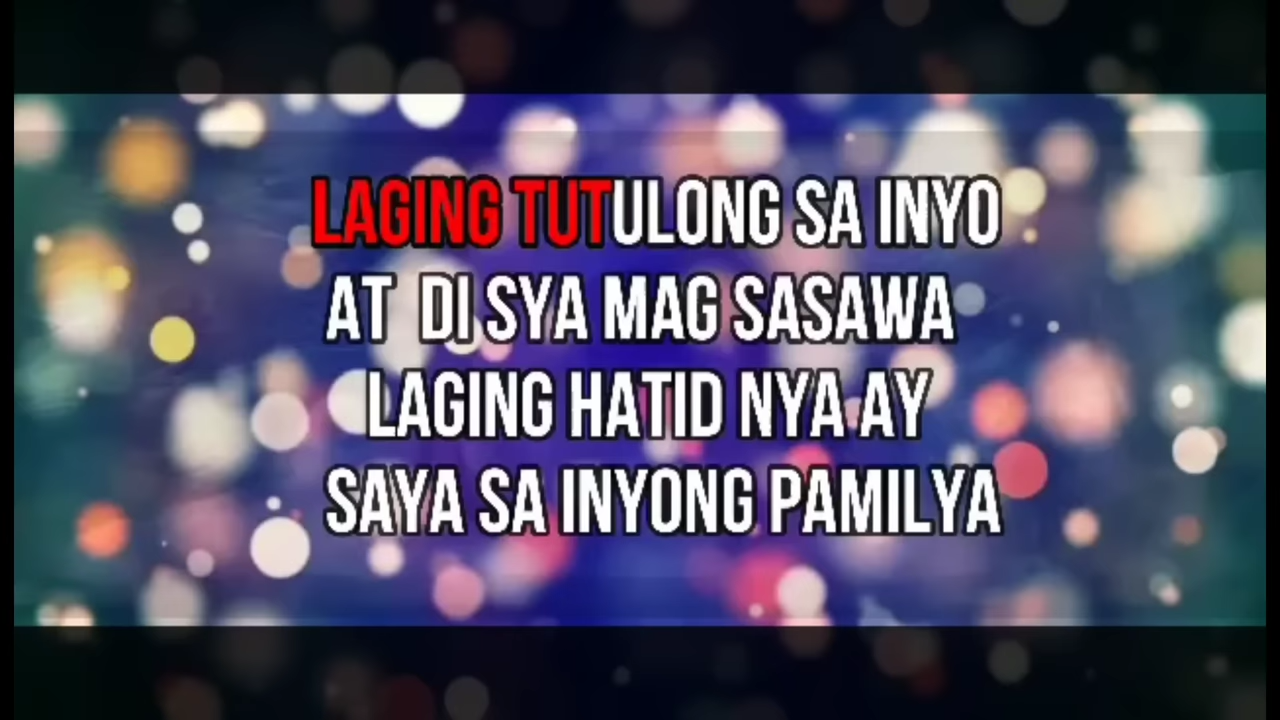 LAGING TUTULONG SA INYO
AT DI SYA MAG SASAWA
LAGING HATID NYA AY
SAYA SA INYONG PAMILYA